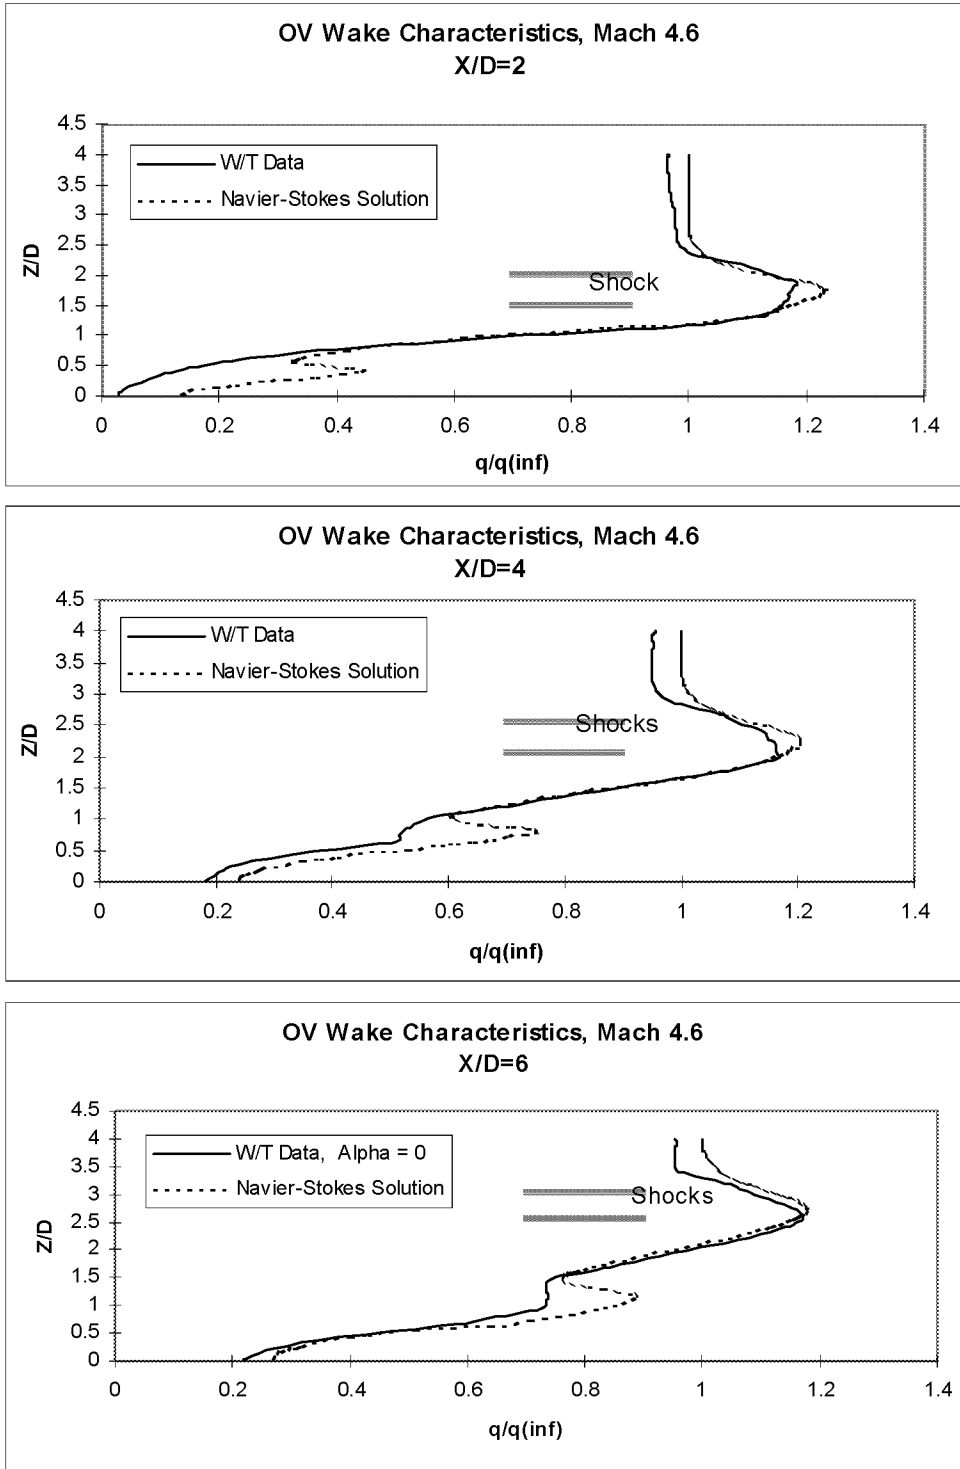 OV Wake Characteristics, Mach 4.6
X/D=2
4.5
4
3.5
3
2.5
2
1.5
1
0.5
0
Z/D
W/T Data
Navier-Stokes Solution
Shock
0 0.2 0.4 0.6 0.8 1 1.2 1.4
q/q(inf)
OV Wake Characteristics, Mach 4.6
X/D=4
4.5
4
3.5
3
2.5
2
1.5
1
0.5
0
Z/D
W/T Data
Navier-Stokes Solution
Shocks
0 0.2 0.4 0.6 0.8 1 1.2 1.4
q/q(inf)
OV Wake Characteristics, Mach 4.6
X/D=6
4.5
4
3.5
3
2.5
2
1.5
1
0.5
0
Z/D
W/T Data, Alpha = 0
Navier-Stokes Solution
Shocks
0 0.2 0.4 0.6 0.8 1 1.2 1.4
q/q(inf)